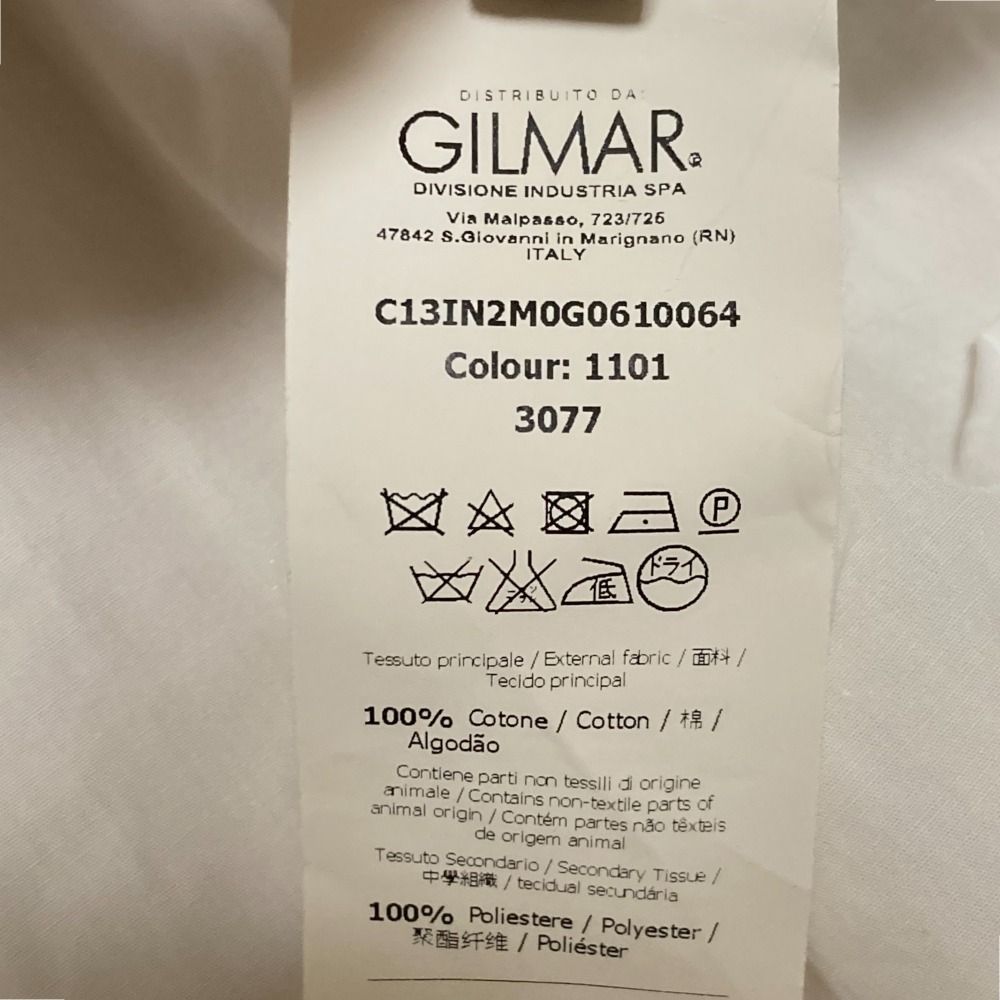 DISTRIBUITO DA:
GILMAR®
DIVISIONE INDUSTRIA SPA
Via Malpasso, 723/725
47842 S.Giovanni in Marignano (RN)
ITALY
C13IN2M0G0610064
Colour: 1101
3077
P
低 ドライ
Tessuto principale / External fabric / 面料 /
Tecido principal
100% Cotone / Cotton / 棉 /
Algodão
Contiene parti non tessili di origine
animale / Contains non-textile parts of
animal origin / Contém partes não têxteis
de origem animal
Tessuto Secondario / Secondary Tissue /
中學組織 / tecidual secundária
100% Poliestere / Polyester /
聚酯纤维 / Poliéster